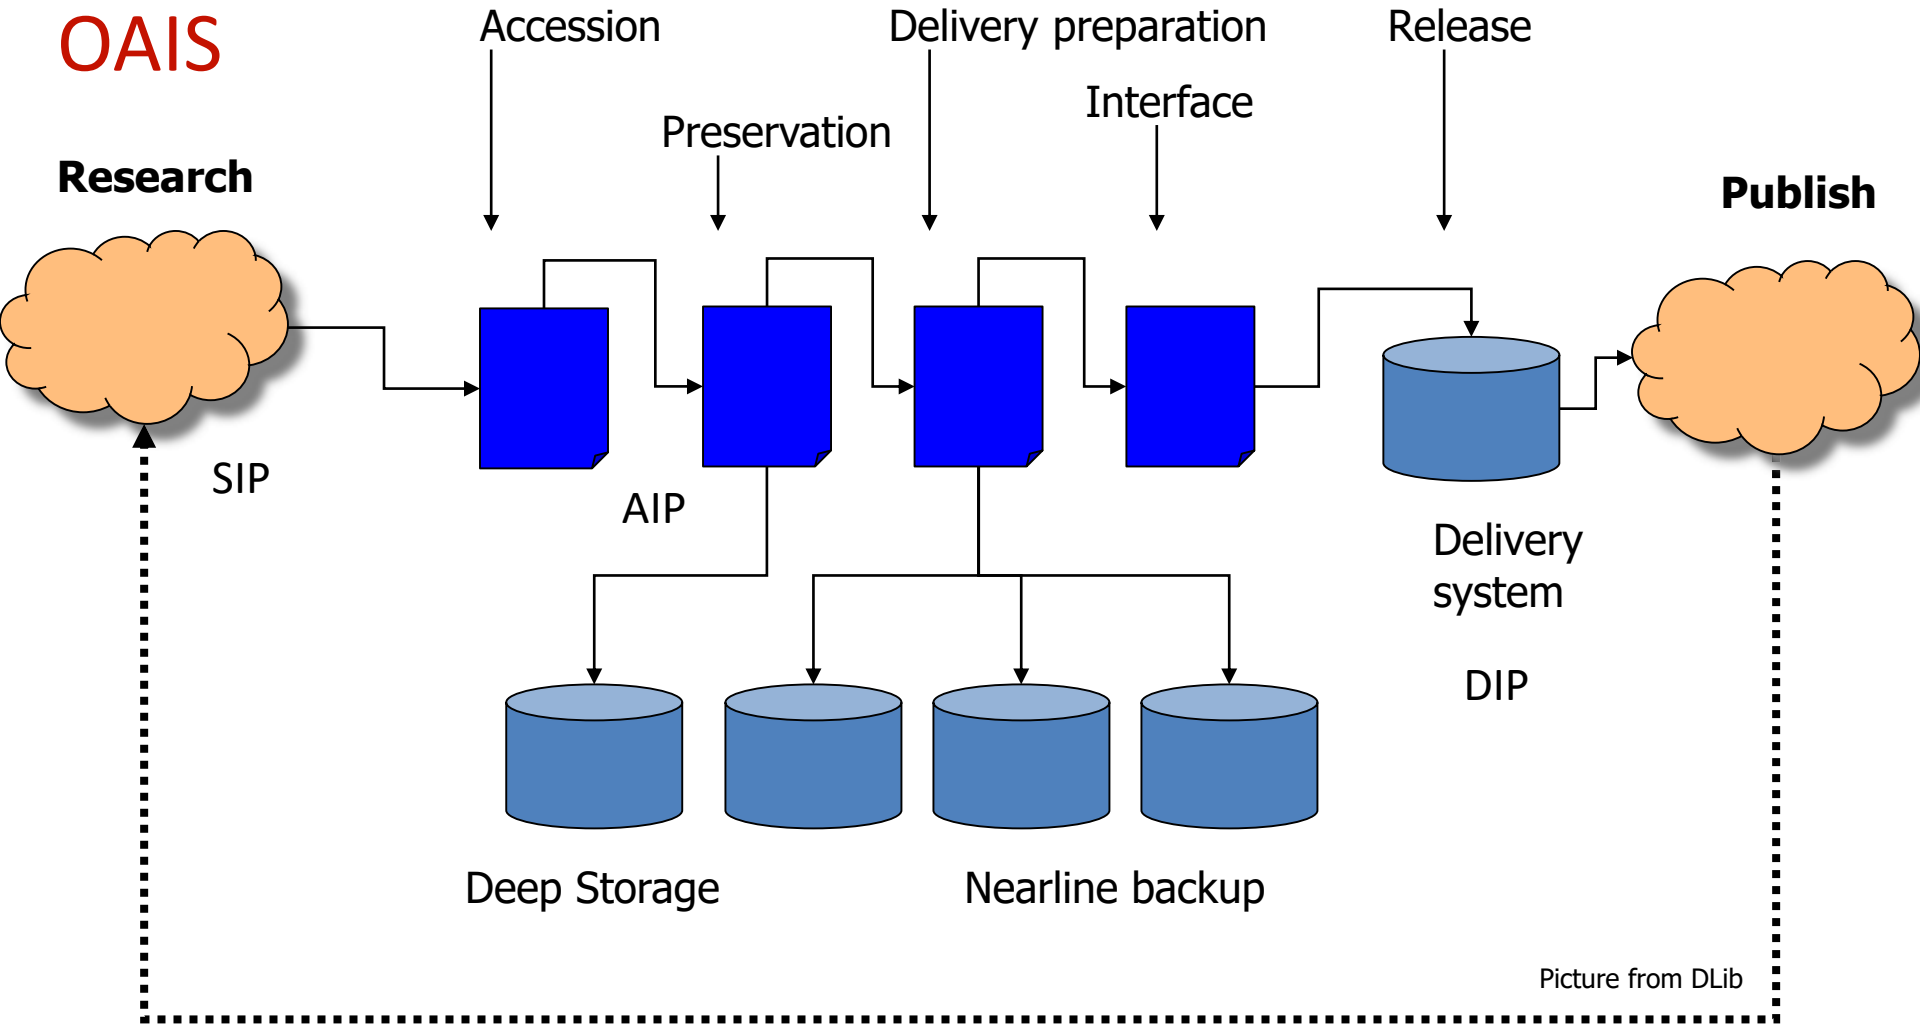 OAIS
Accession
Delivery preparation
Release
Interface
Preservation
Research
Publish
SIP
AIP
Delivery
system
DIP
Deep Storage
Nearline backup
Picture from DLib